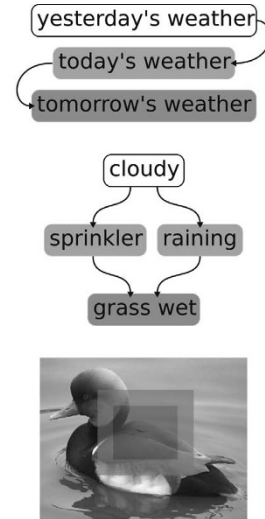 yesterday's weather
today's weather
tomorrow's weather
cloudy
sprinkler raining
grass wet